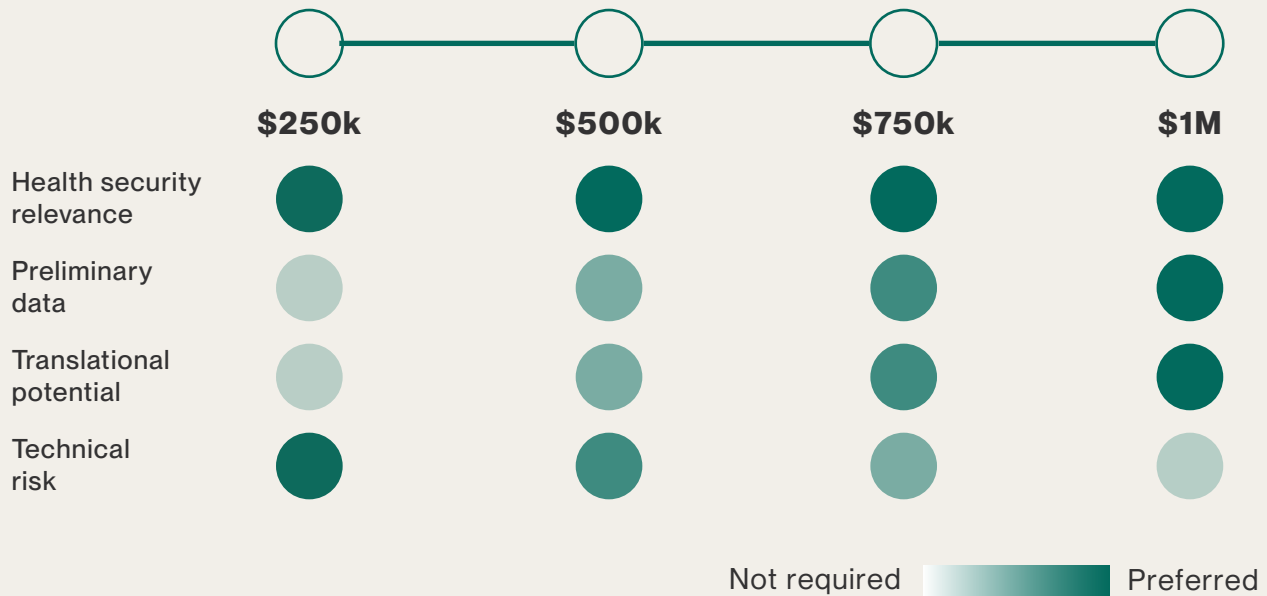 $250k $500k $750k $1M
Health security
relevance
Preliminary
data
Translational
potential
Technical
risk
Not required Preferred